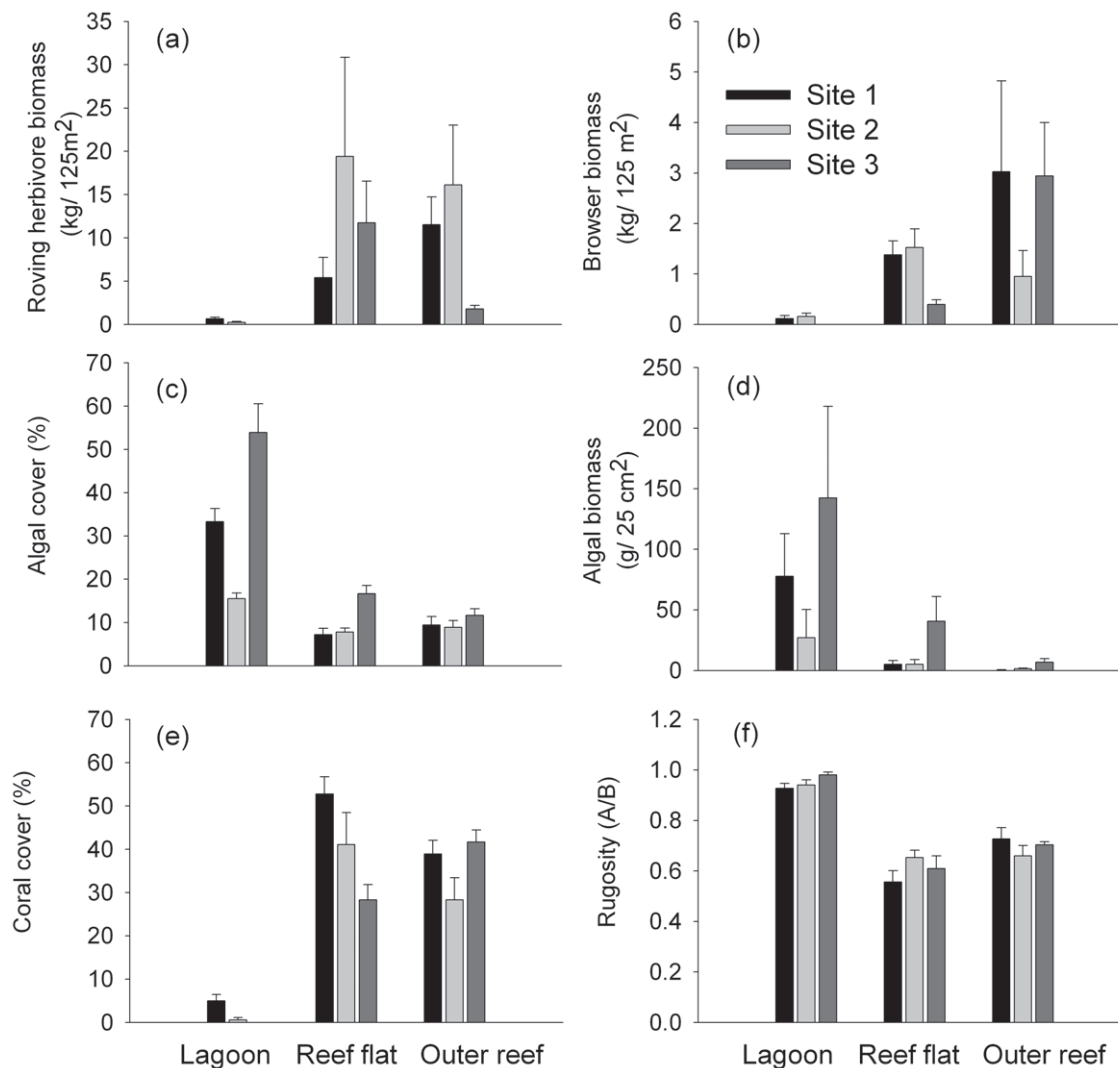 (a)
Roving herbivore biomass
(kg/ 125m²)
35
30
25
20
15
10
5
0
(b)
Browser biomass
(kg/ 125 m²)
6
5
4
3
2
1
0
Site 1
Site 2
Site 3
(c)
Algal cover (%)
70
60
50
40
30
20
10
0
(d)
Algal biomass
(g/ 25 cm²)
250
200
150
100
50
0
(e)
Coral cover (%)
70
60
50
40
30
20
10
0
Lagoon Reef flat Outer reef
(f)
Rugosity (A/B)
1.2
1.0
0.8
0.6
0.4
0.2
0.0
Lagoon Reef flat Outer reef